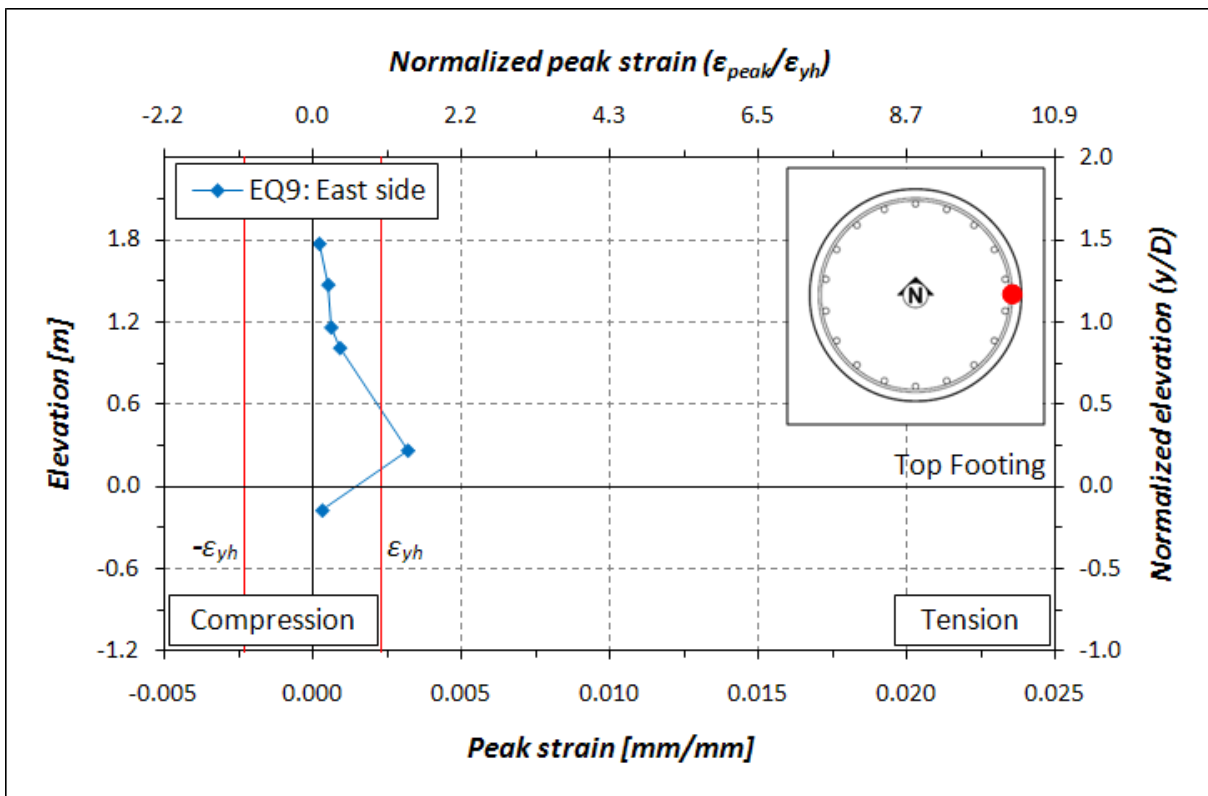 Normalized peak strain (εpeak/εyh)
-2.2 0.0 2.2 4.3 6.5 8.7 10.9
EQ9: East side
N
Top Footing
Elevation [m]
1.8
1.2
0.6
0.0
-0.6
-1.2
2.0
1.5
1.0
0.5
0.0
-0.5
-1.0
Normalized elevation (y/D)
-εyh
εyh
Compression
Tension
-0.005 0.000 0.005 0.010 0.015 0.020 0.025
Peak strain [mm/mm]